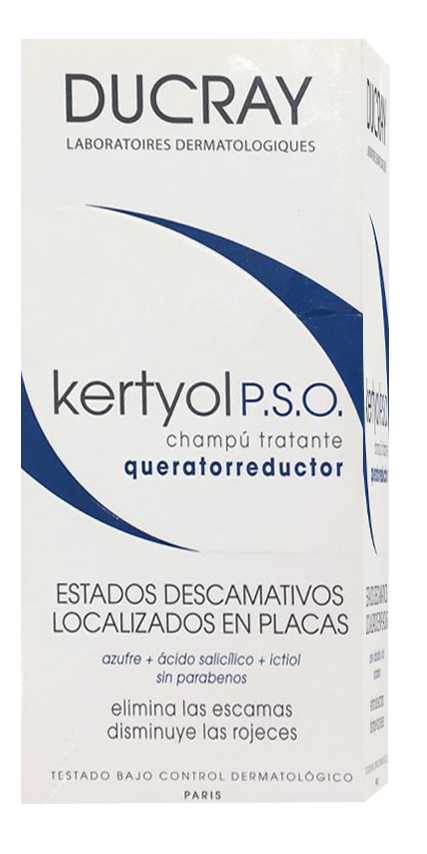 DUCRAY
LABORATOIRES DERMATOLOGIQUES
kertyol P.S.O.
champú tratante
queratorreductor
ESTADOS DESCAMATIVOS
LOCALIZADOS EN PLACAS
azufre + ácido salicílico + ictiol
sin parabenos
elimina las escamas
disminuye las rojeces
TESTADO BAJO CONTROL DERMATOLÓGICO
PARIS
DUCRAY